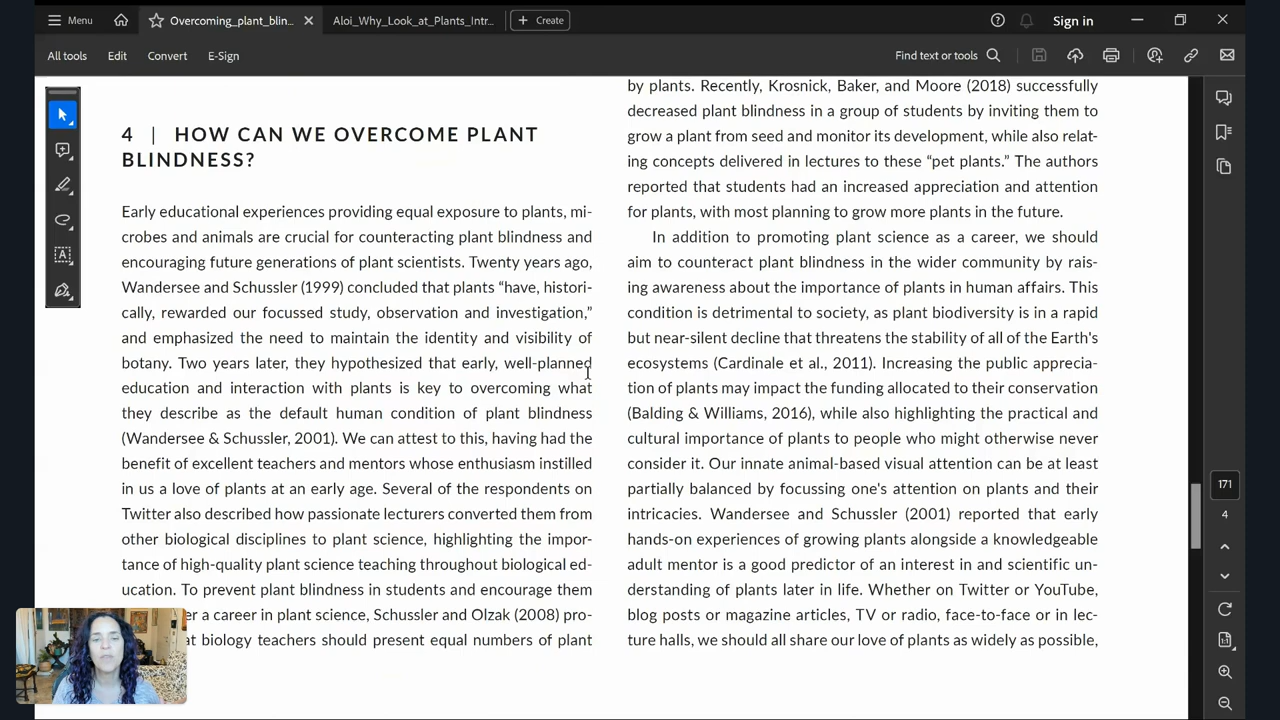 Menu
Overcoming_plant_blin...
Aloi_Why_Look_at_Plants_Intr...
Create
Sign in
All tools
Edit
Convert
E-Sign
Find text or tools
4 | HOW CAN WE OVERCOME PLANT
BLINDNESS?
Early educational experiences providing equal exposure to plants, mi-
crobes and animals are crucial for counteracting plant blindness and
encouraging future generations of plant scientists. Twenty years ago,
Wandersee and Schussler (1999) concluded that plants “have, histori-
cally, rewarded our focussed study, observation and investigation,”
and emphasized the need to maintain the identity and visibility of
botany. Two years later, they hypothesized that early, well-planned
education and interaction with plants is key to overcoming what
they describe as the default human condition of plant blindness
(Wandersee & Schussler, 2001). We can attest to this, having had the
benefit of excellent teachers and mentors whose enthusiasm instilled
in us a love of plants at an early age. Several of the respondents on
Twitter also described how passionate lecturers converted them from
other biological disciplines to plant science, highlighting the impor-
tance of high-quality plant science teaching throughout biological ed-
ucation. To prevent plant blindness in students and encourage them
er a career in plant science, Schussler and Olzak (2008) pro-
at biology teachers should present equal numbers of plant
by plants. Recently, Krosnick, Baker, and Moore (2018) successfully
decreased plant blindness in a group of students by inviting them to
grow a plant from seed and monitor its development, while also relat-
ing concepts delivered in lectures to these “pet plants.” The authors
reported that students had an increased appreciation and attention
for plants, with most planning to grow more plants in the future.
In addition to promoting plant science as a career, we should
aim to counteract plant blindness in the wider community by rais-
ing awareness about the importance of plants in human affairs. This
condition is detrimental to society, as plant biodiversity is in a rapid
but near-silent decline that threatens the stability of all of the Earth's
ecosystems (Cardinale et al., 2011). Increasing the public apprecia-
tion of plants may impact the funding allocated to their conservation
(Balding & Williams, 2016), while also highlighting the practical and
cultural importance of plants to people who might otherwise never
consider it. Our innate animal-based visual attention can be at least
partially balanced by focussing one's attention on plants and their
intricacies. Wandersee and Schussler (2001) reported that early
hands-on experiences of growing plants alongside a knowledgeable
adult mentor is a good predictor of an interest in and scientific un-
derstanding of plants later in life. Whether on Twitter or YouTube,
blog posts or magazine articles, TV or radio, face-to-face or in lec-
ture halls, we should all share our love of plants as widely as possible,
171
4